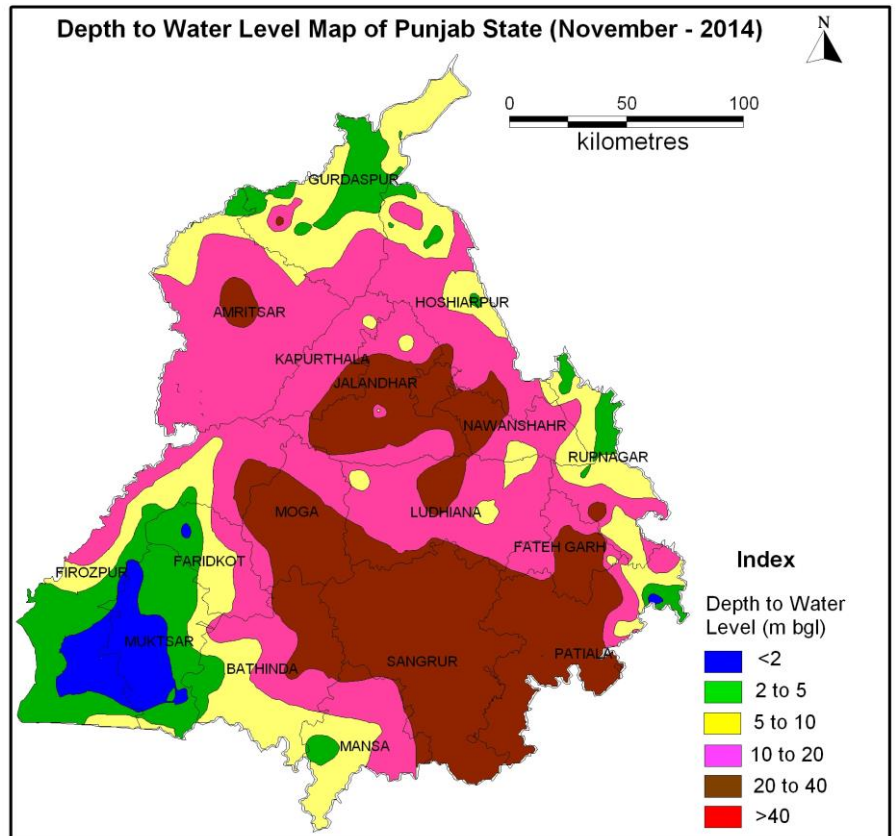 Depth to Water Level Map of Punjab State (November - 2014)
N
0 50 100
kilometres
GURDASPUR
HOSHIARPUR
AMRITSAR
KAPURTHALA
JALANDHAR
NAWANSHAHR
RUPNAGAR
MOGA
LUDHIANA
FATEH GARH
FARIDKOT
FIROZPUR
MUKTSAR
BATHINDA
SANGRUR
PATIALA
MANSA
Index
Depth to Water
Level (m bgl)
<2
2 to 5
5 to 10
10 to 20
20 to 40
>40